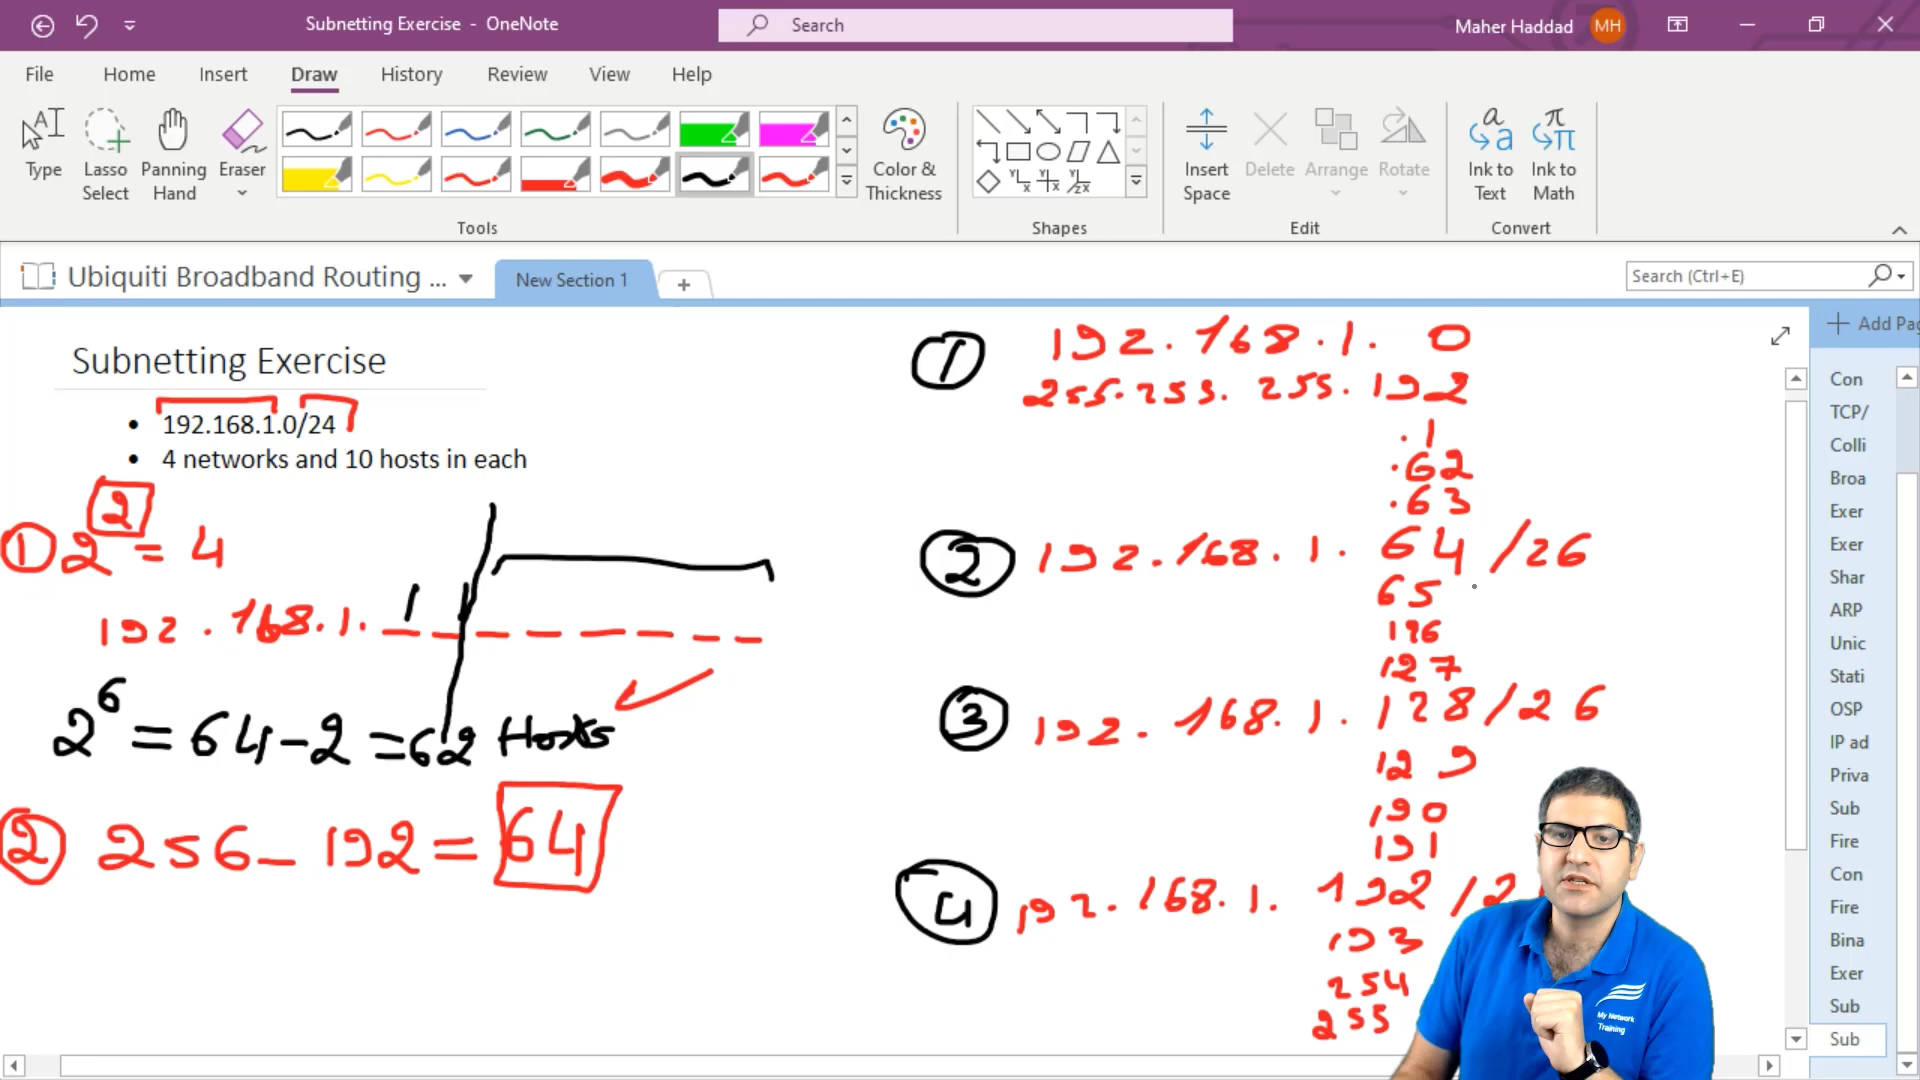 Subnetting Exercise - OneNote
Search
Maher Haddad
MH
File
Home
Insert
Draw
History
Review
View
Help
Type
Lasso Select
Panning Hand
Eraser
Color & Thickness
Insert Space
Delete
Arrange
Rotate
Ink to Text
Ink to Math
Tools
Shapes
Edit
Convert
Ubiquiti Broadband Routing ...
New Section 1
+
Search (Ctrl+E)
Add Pag
Subnetting Exercise
• 192.168.1.0/24
• 4 networks and 10 hosts in each
① 2² = 4
192.168.1. _ _ _ _ _ _ _ _
2⁶ = 64-2 = 62 Hosts
② 256 - 192 = 64
① 192.168.1. 0
255.255.255.192
.1
.62
.63
② 192.168.1.64/26
65
126
127
③ 192.168.1.128/26
129
190
191
④ 192.168.1.192/2
193
254
255
Con
TCP/
Colli
Broa
Exer
Exer
Shar
ARP
Unic
Stati
OSP
IP ad
Priva
Sub
Fire
Con
Fire
Bina
Exer
Sub
Sub
My Network
Training